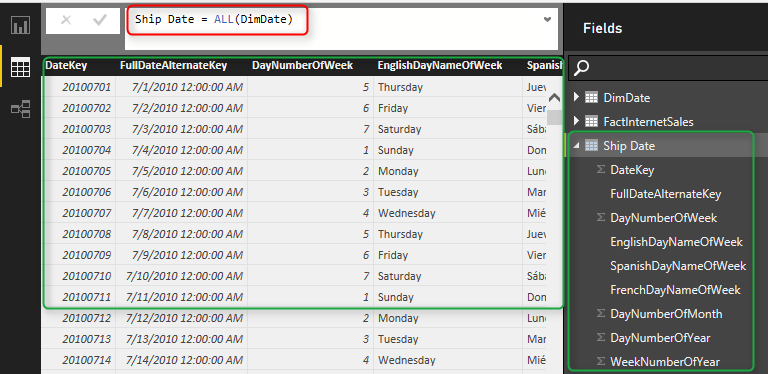 Ship Date = ALL(DimDate)
DateKey FullDateAlternateKey DayNumberOfWeek EnglishDayNameOfWeek Spanish
20100701 7/1/2010 12:00:00 AM 5 Thursday Juev
20100702 7/2/2010 12:00:00 AM 6 Friday Vier
20100703 7/3/2010 12:00:00 AM 7 Saturday Sába
20100704 7/4/2010 12:00:00 AM 1 Sunday Don
20100705 7/5/2010 12:00:00 AM 2 Monday Lune
20100706 7/6/2010 12:00:00 AM 3 Tuesday Mar
20100707 7/7/2010 12:00:00 AM 4 Wednesday Mié
20100708 7/8/2010 12:00:00 AM 5 Thursday Juev
20100709 7/9/2010 12:00:00 AM 6 Friday Vier
20100710 7/10/2010 12:00:00 AM 7 Saturday Sába
20100711 7/11/2010 12:00:00 AM 1 Sunday Don
20100712 7/12/2010 12:00:00 AM 2 Monday Lune
20100713 7/13/2010 12:00:00 AM 3 Tuesday Mar
20100714 7/14/2010 12:00:00 AM 4 Wednesday Mié
Fields
DimDate
FactInternetSales
Ship Date
Σ DateKey
FullDateAlternateKey
Σ DayNumberOfWeek
EnglishDayNameOfWeek
SpanishDayNameOfWeek
FrenchDayNameOfWeek
Σ DayNumberOfMonth
Σ DayNumberOfYear
Σ WeekNumberOfYear